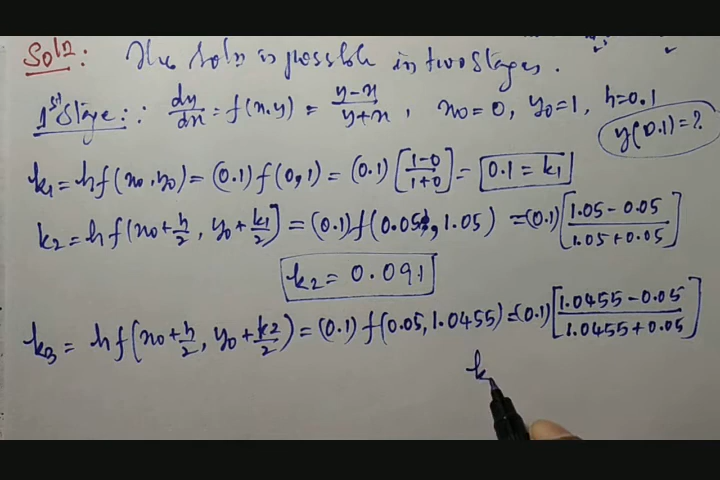 Soln: The Soln is possible in two Stages.
1st Stage:: dy/dx = f(x,y) = y-x/y+x, x0=0, y0=1, h=0.1
y(0.1)=?
k1=hf(x0,y0)=(0.1)f(0,1)=(0.1)[1-0/1+0]= 0.1=k1
k2=hf(x0+h/2, y0+k1/2]=(0.1)f(0.05,1.05) =(0.1)[1.05-0.05/1.05+0.05]
k2=0.091
k3=hf(x0+h/2, y0+k2/2)=(0.1)f(0.05,1.0455)=(0.1)[1.0455-0.05/1.0455+0.05]
k